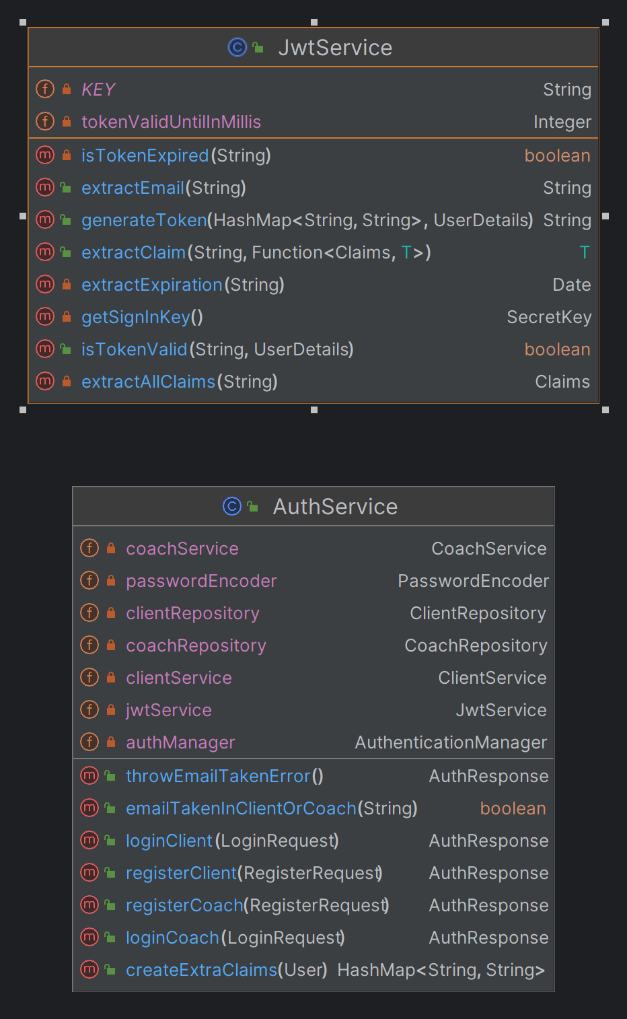 JwtService
KEY String
tokenValidUntilInMillis Integer
isTokenExpired(String) boolean
extractEmail(String) String
generateToken(HashMap<String, String>, UserDetails) String
extractClaim(String, Function<Claims, T>) T
extractExpiration(String) Date
getSignInKey() SecretKey
isTokenValid(String, UserDetails) boolean
extractAllClaims(String) Claims
AuthService
coachService CoachService
passwordEncoder PasswordEncoder
clientRepository ClientRepository
coachRepository CoachRepository
clientService ClientService
jwtService JwtService
authManager AuthenticationManager
throwEmailTakenError() AuthResponse
emailTakenInClientOrCoach(String) boolean
loginClient(LoginRequest) AuthResponse
registerClient(RegisterRequest) AuthResponse
registerCoach(RegisterRequest) AuthResponse
loginCoach(LoginRequest) AuthResponse
createExtraClaims(User) HashMap<String, String>